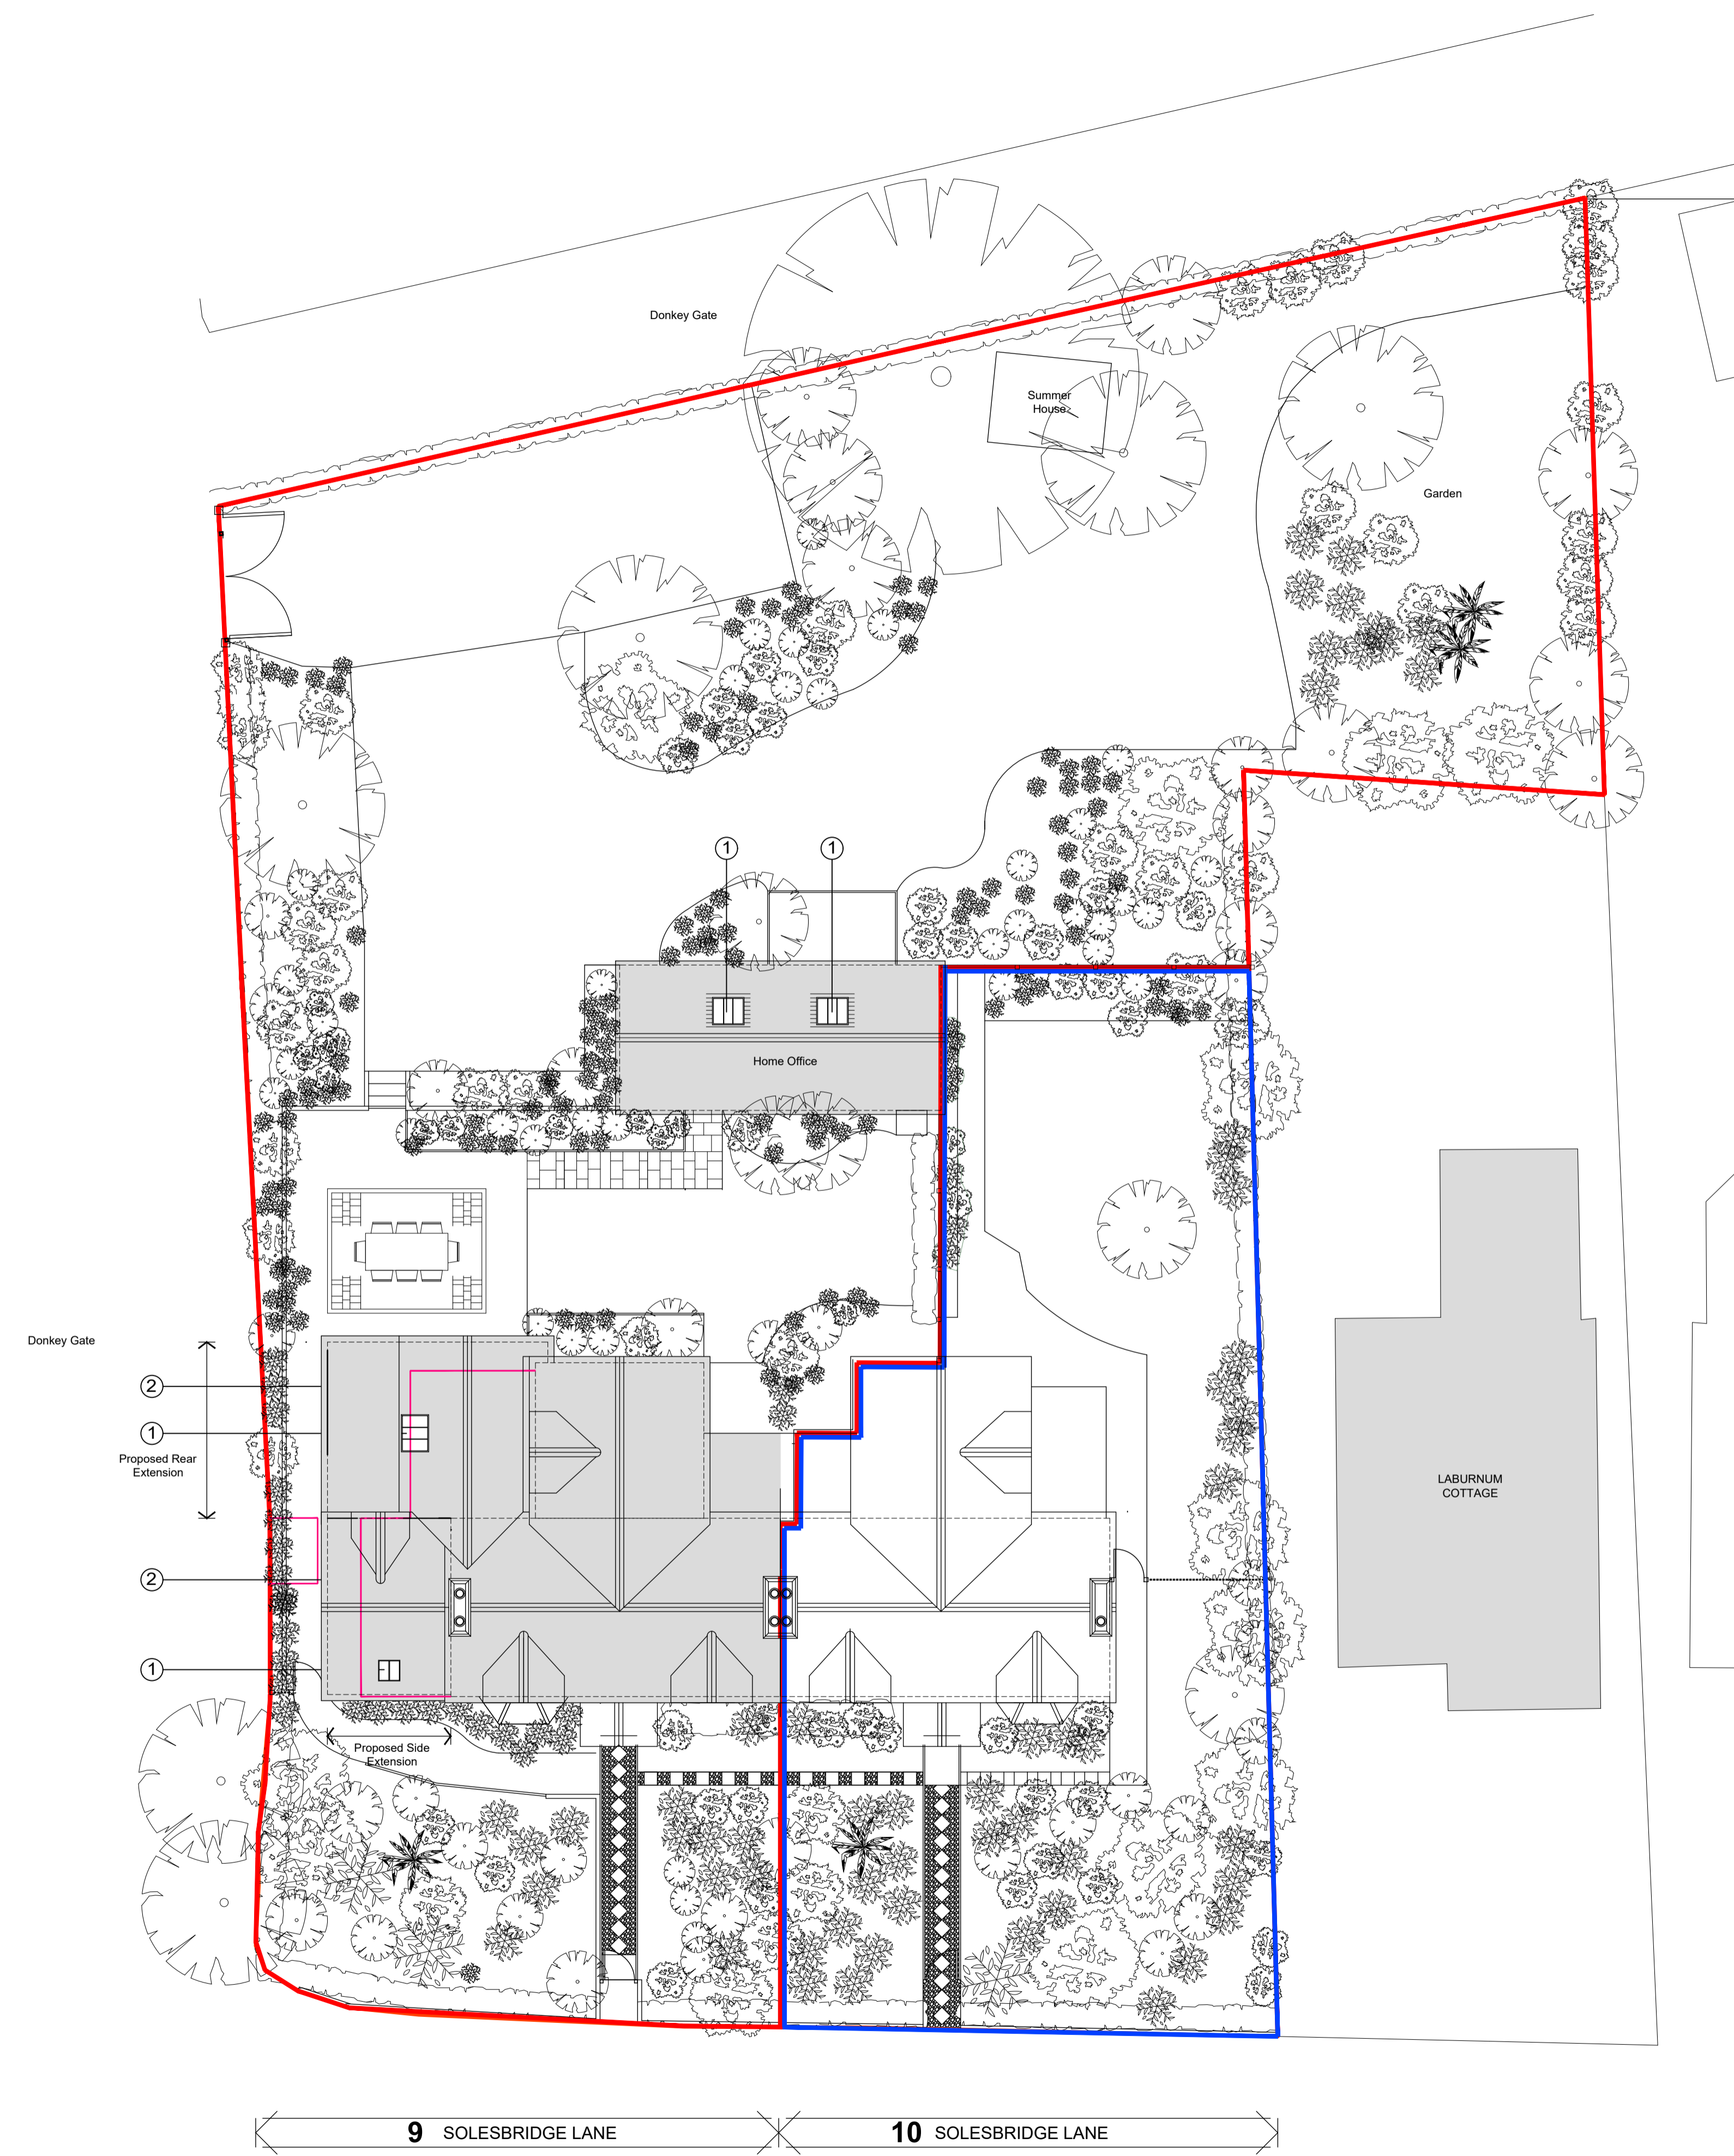 Donkey Gate
Summer
House
Garden
1
1
Home Office
Donkey Gate
2
1
Proposed Rear
Extension
LABURNUM
COTTAGE
2
1
Proposed Side
Extension
9 SOLESBRIDGE LANE
10 SOLESBRIDGE LANE